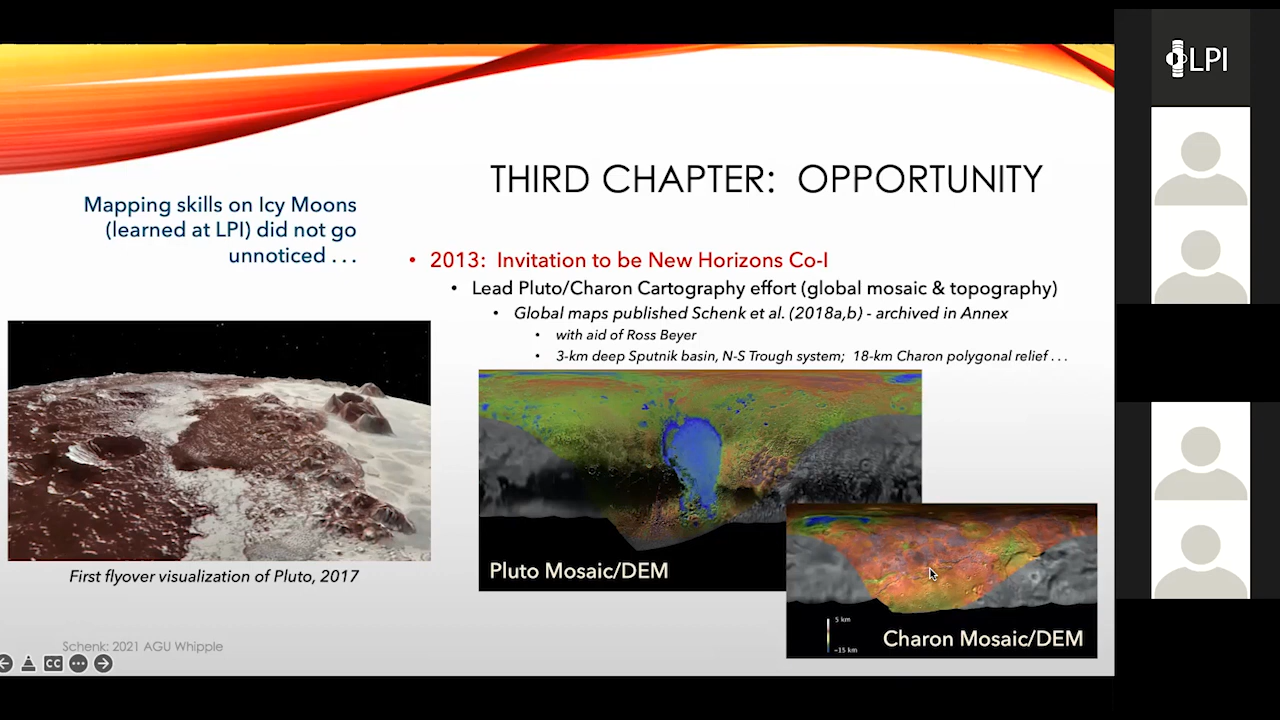 LPI
THIRD CHAPTER: OPPORTUNITY
Mapping skills on Icy Moons
(learned at LPI) did not go
unnoticed . . .
• 2013: Invitation to be New Horizons Co-I
• Lead Pluto/Charon Cartography effort (global mosaic & topography)
• Global maps published Schenk et al. (2018a,b) - archived in Annex
• with aid of Ross Beyer
• 3-km deep Sputnik basin, N-S Trough system; 18-km Charon polygonal relief . . .
First flyover visualization of Pluto, 2017
Pluto Mosaic/DEM
5 km
-15 km
Charon Mosaic/DEM
Schenk: 2021 AGU Whipple
CC